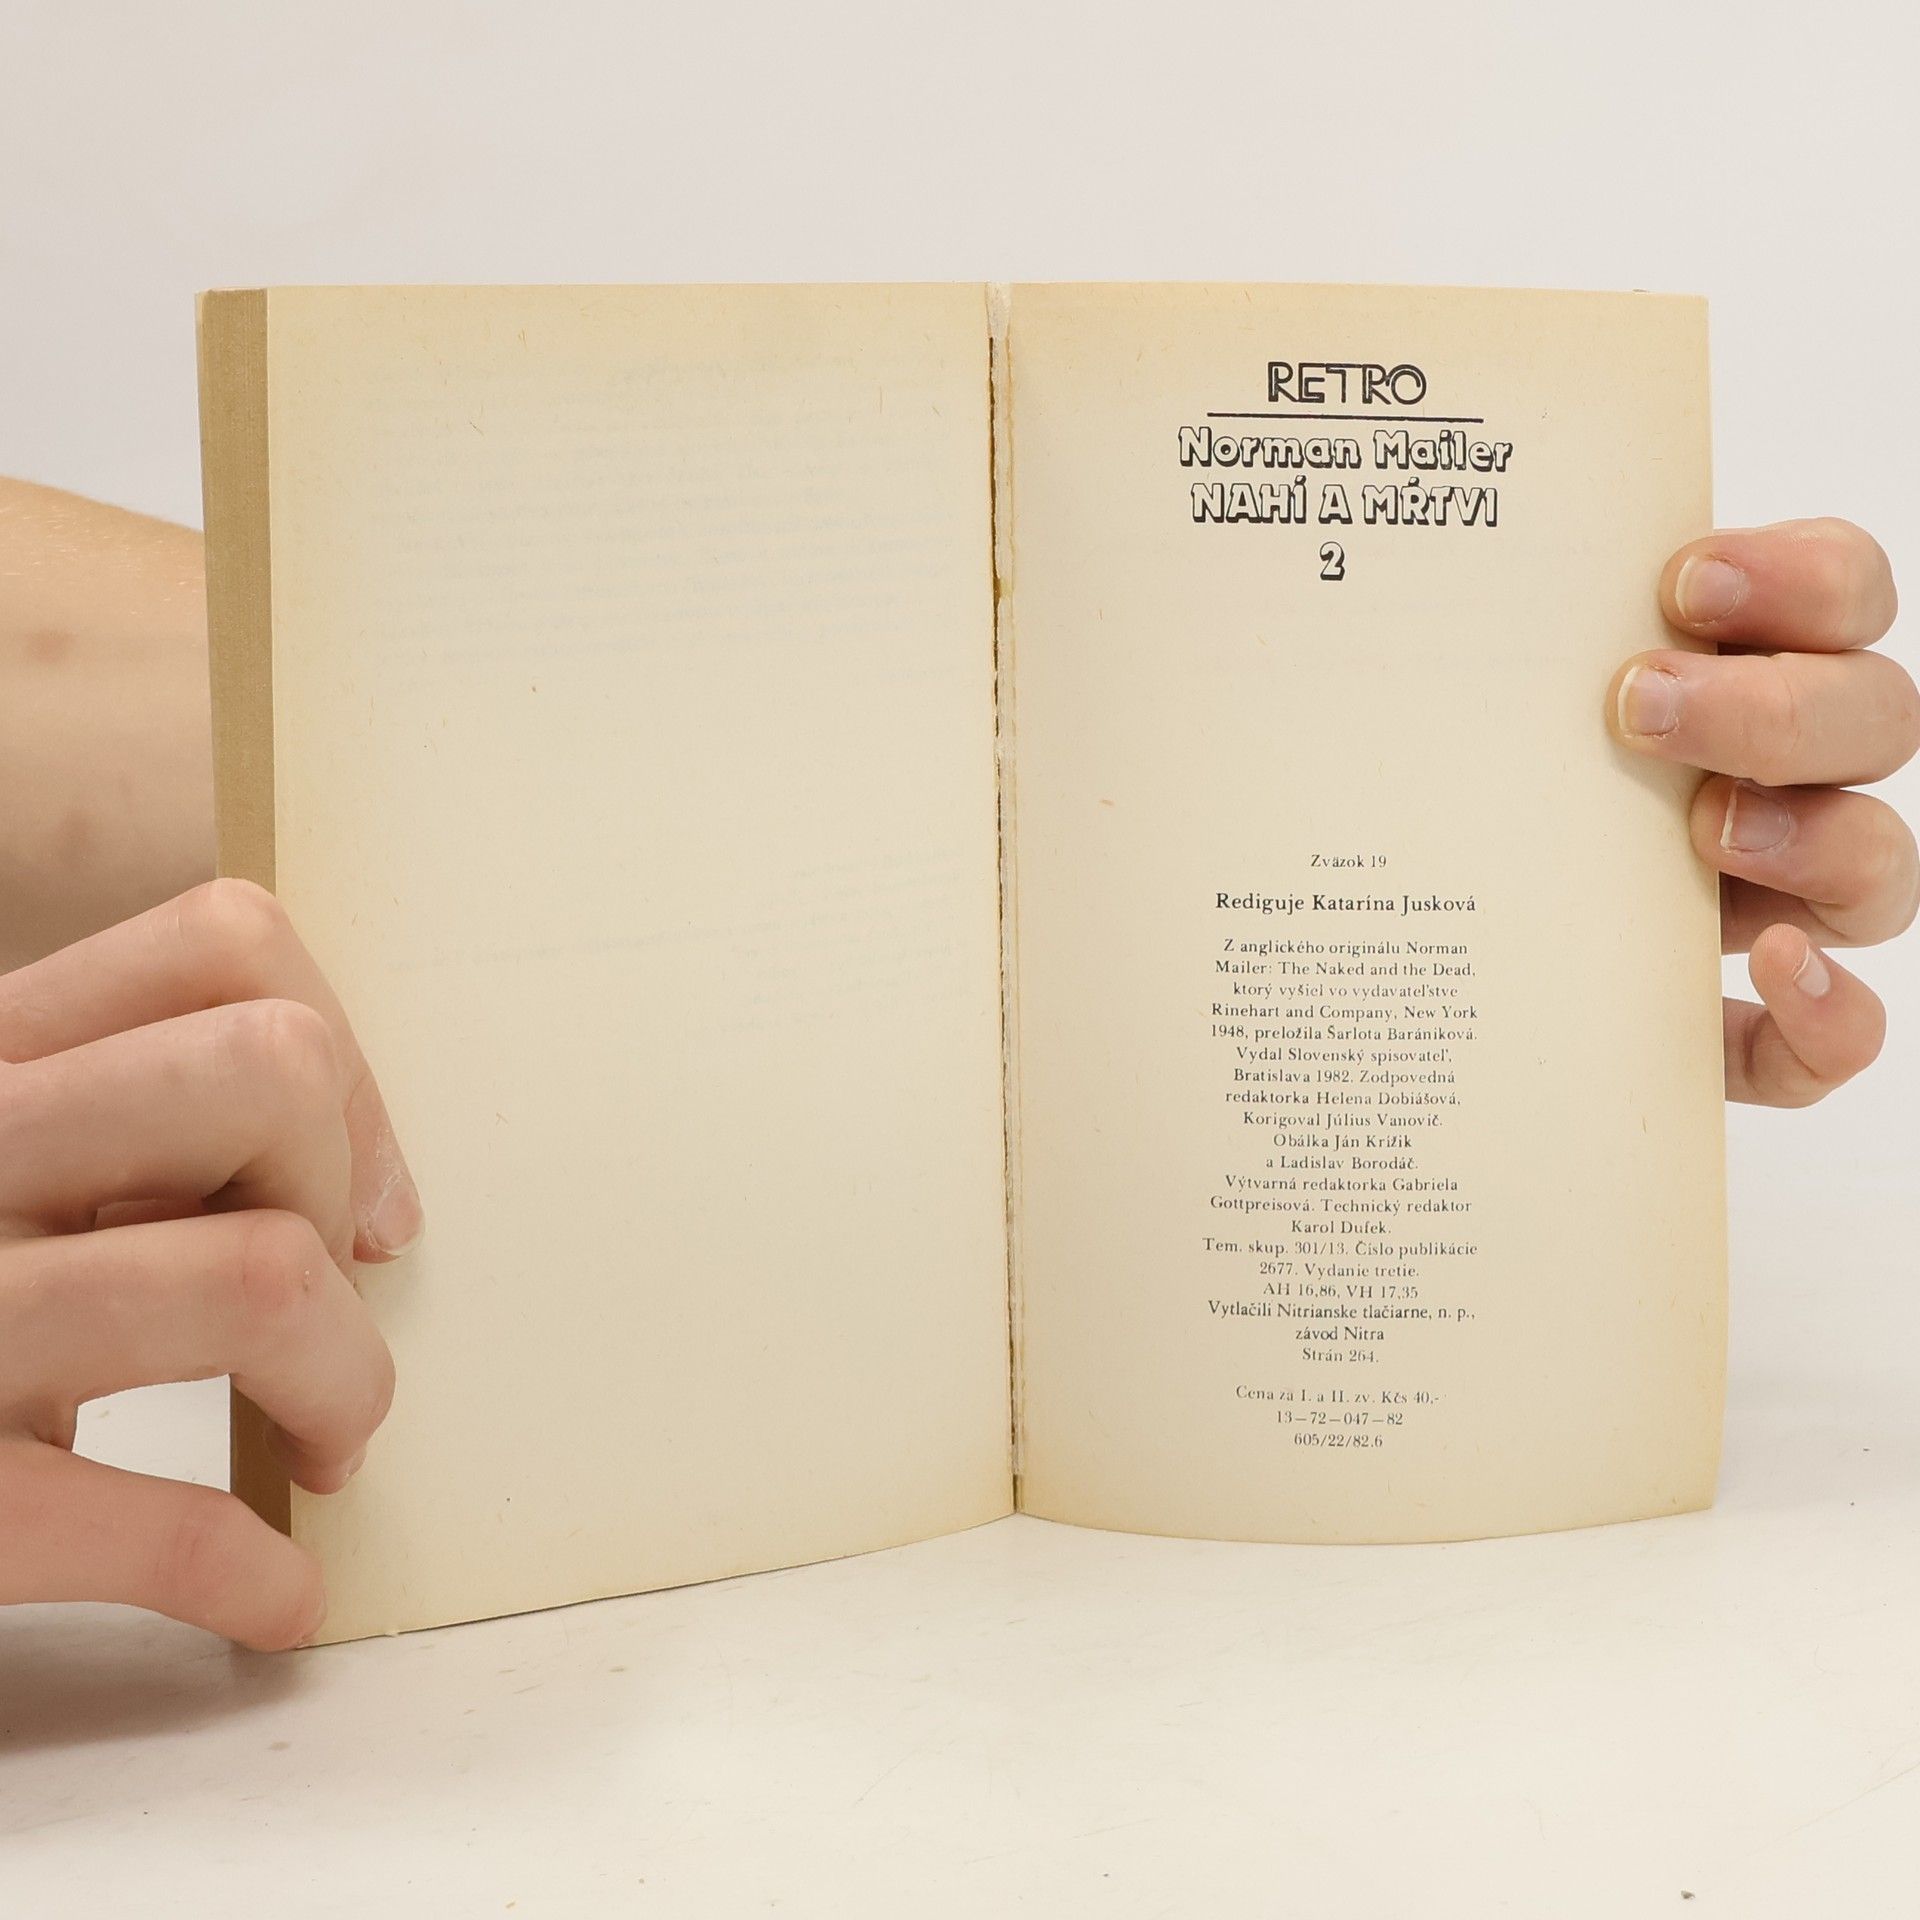 RETRO
Norman Mailer
NAHÍ A MŔTVI
2
Zväzok 19
Rediguje Katarína Jusková
Z anglického originálu Norman
Mailer: The Naked and the Dead,
ktorý vyšiel vo vydavateľstve
Rinehart and Company, New York
1948, preložila Šarlota Barániková.
Vydal Slovenský spisovateľ,
Bratislava 1982. Zodpovedná
redaktorka Helena Dobiášová,
Korigoval Július Vanovič.
Obálka Ján Krížik
a Ladislav Borodáč.
Výtvarná redaktorka Gabriela
Gottpreisová. Technický redaktor
Karol Dufek.
Tem. skup. 301/13. Číslo publikácie
2677. Vydanie tretie.
AH 16,86, VH 17,35
Vytlačili Nitrianske tlačiarne, n. p.,
závod Nitra
Strán 264.
Cena za I. a II. zv. Kčs 40,-
13—72—047—82
605/22/82.6